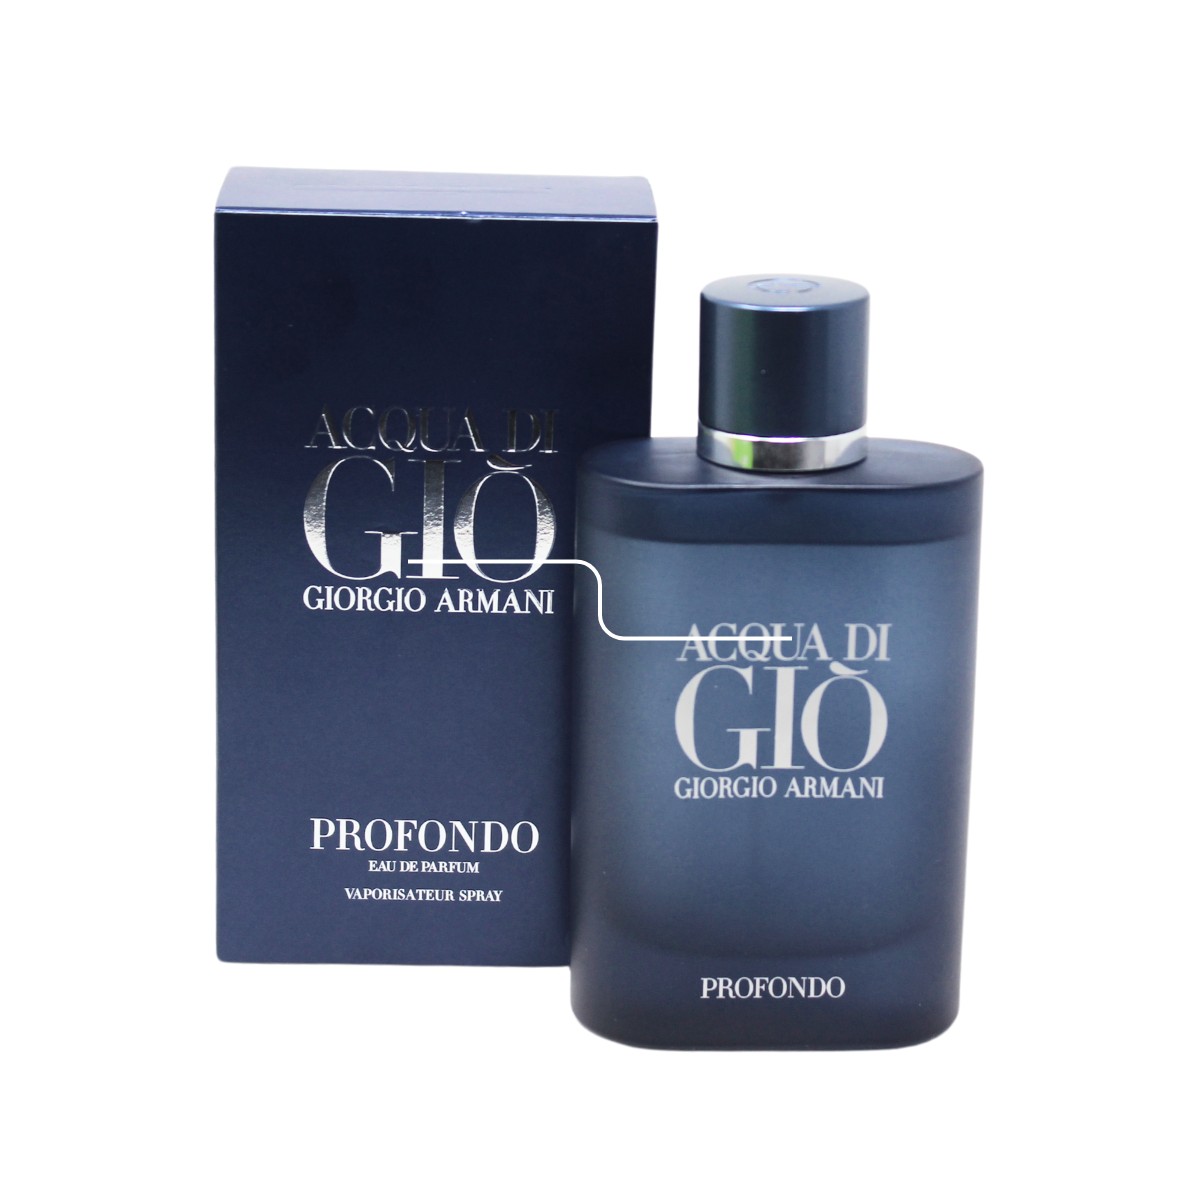 ACQUA DI
GIÒ
GIORGIO ARMANI
PROFONDO
EAU DE PARFUM
VAPORISATEUR SPRAY
ACQUA DI
GIÒ
GIORGIO ARMANI
PROFONDO